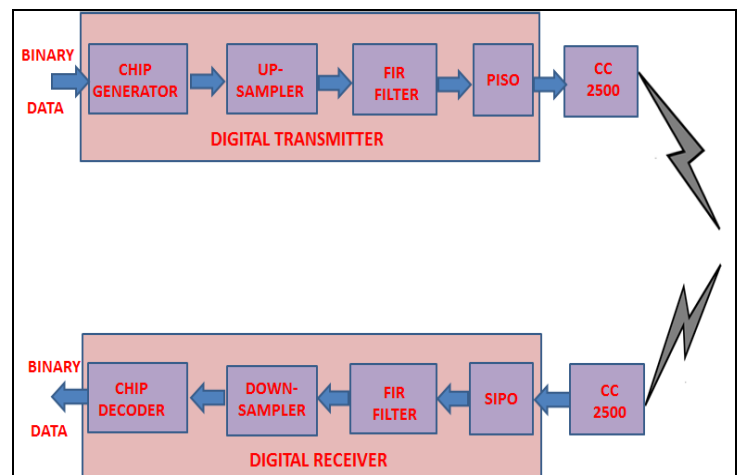 BINARY
DATA
CHIP
GENERATOR
UP-
SAMPLER
FIR
FILTER
PISO
CC
2500
DIGITAL TRANSMITTER
BINARY
DATA
CHIP
DECODER
DOWN-
SAMPLER
FIR
FILTER
SIPO
CC
2500
DIGITAL RECEIVER